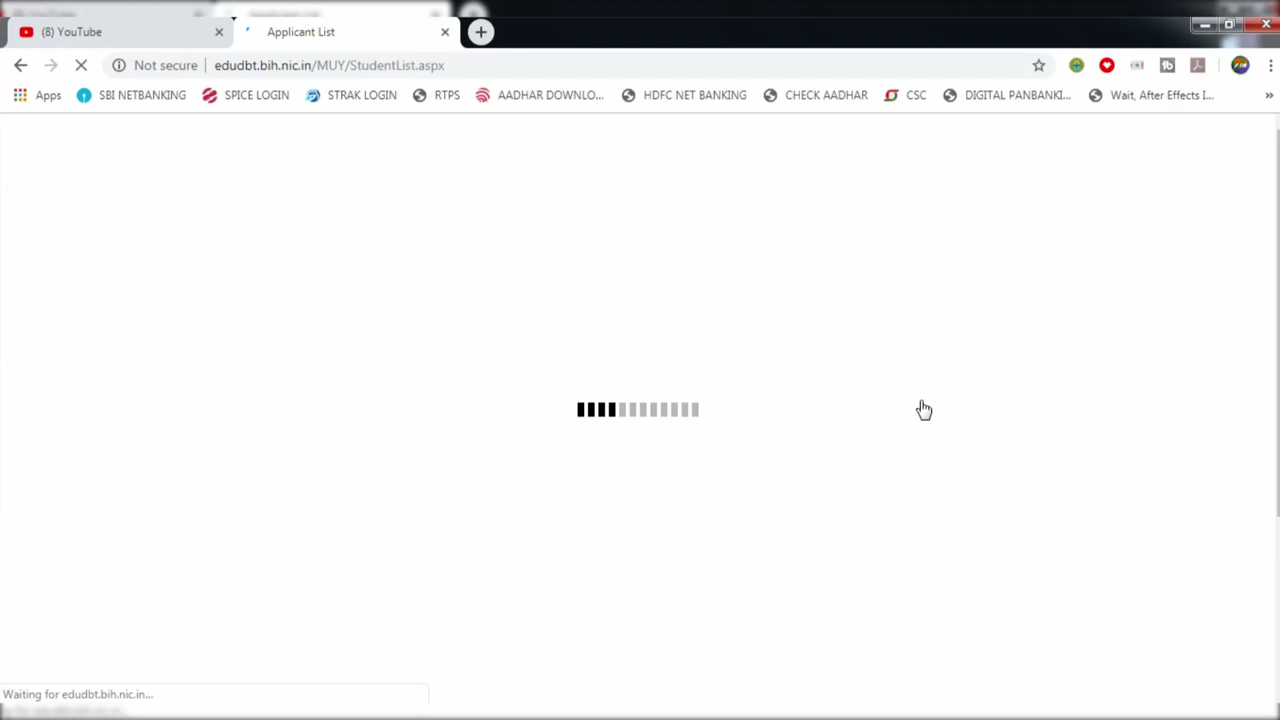 (8) YouTube
Applicant List
Not secure
edudbt.bih.nic.in/MUY/StudentList.aspx
Apps
SBI NETBANKING
SPICE LOGIN
STRAK LOGIN
RTPS
AADHAR DOWNLO...
HDFC NET BANKING
CHECK AADHAR
CSC
DIGITAL PANBANKI...
Wait, After Effects I...
Waiting for edudbt.bih.nic.in...